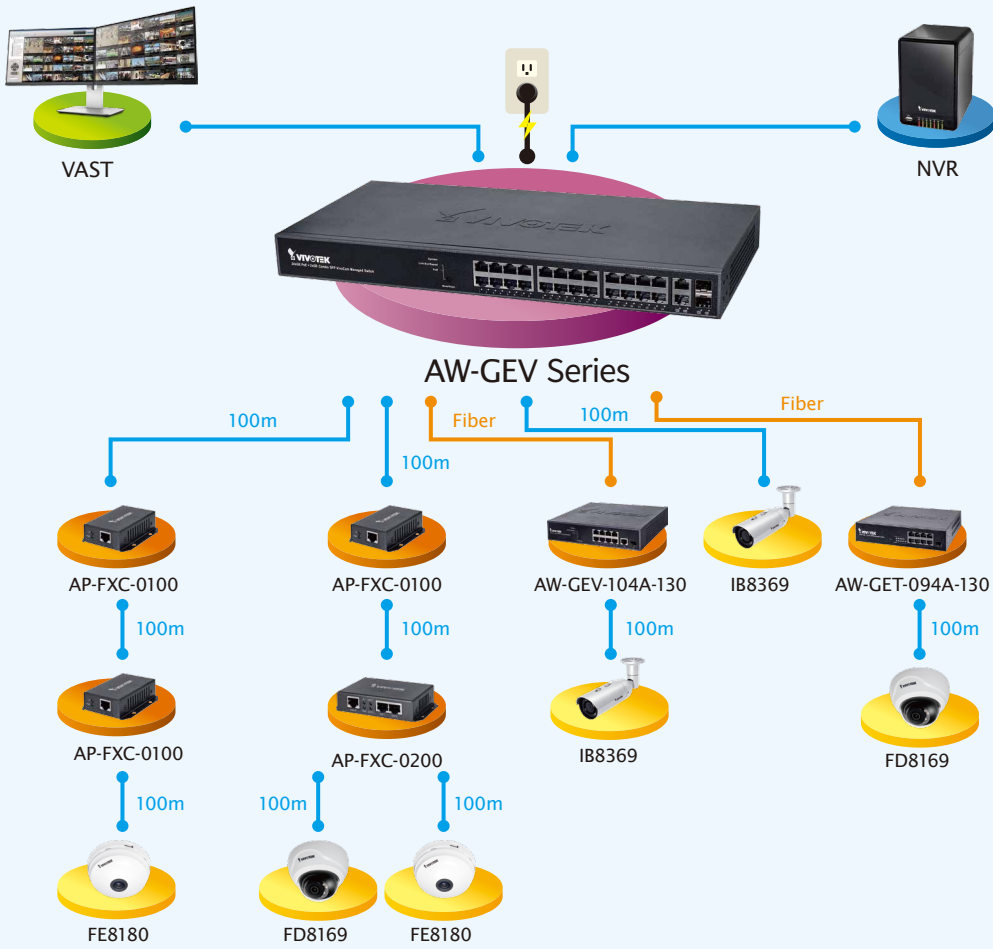 VAST
NVR
VIVOTEK
VIVOTEK
AW-GEV Series
100m
100m
Fiber
100m
Fiber
AP-FXC-0100
AP-FXC-0100
AW-GEV-104A-130
IB8369
AW-GET-094A-130
100m
100m
100m
100m
AP-FXC-0100
AP-FXC-0200
IB8369
FD8169
100m
100m
100m
FE8180
FD8169
FE8180